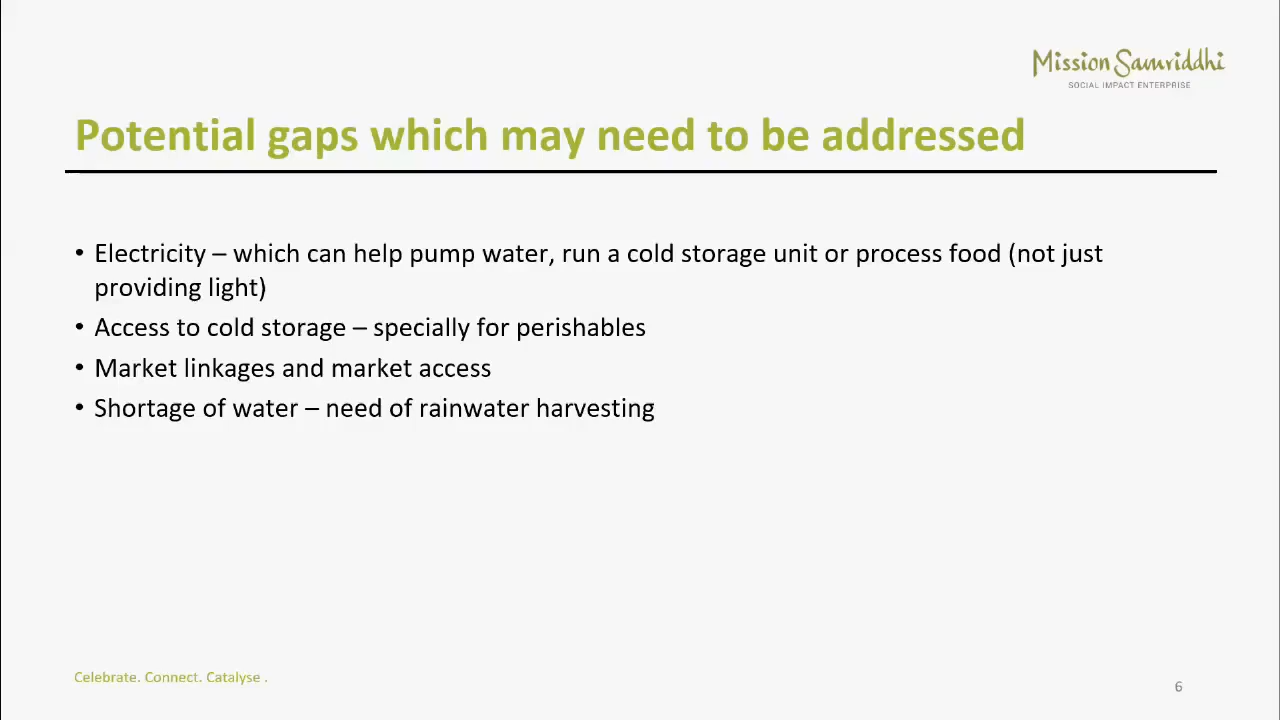 Mission Samriddhi
SOCIAL IMPACT ENTERPRISE
Potential gaps which may need to be addressed
• Electricity – which can help pump water, run a cold storage unit or process food (not just
providing light)
• Access to cold storage – specially for perishables
• Market linkages and market access
• Shortage of water – need of rainwater harvesting
Celebrate. Connect. Catalyse .
6